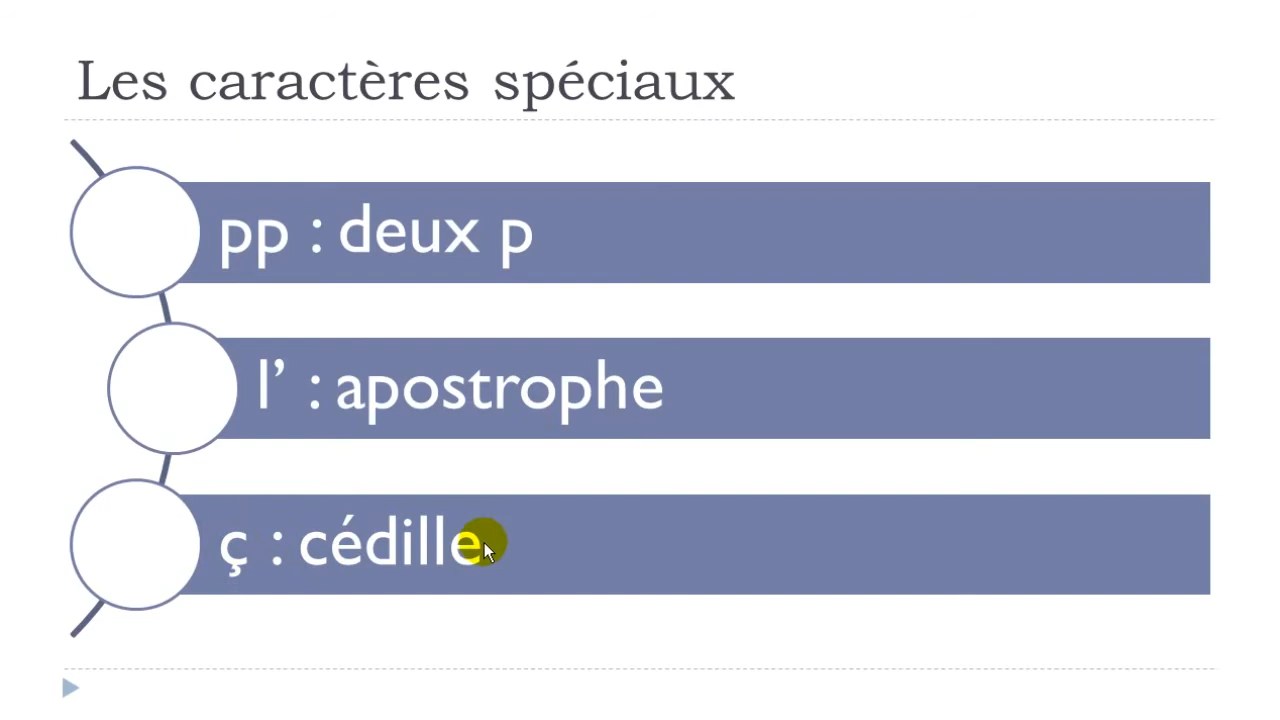 Les caractères spéciaux
pp : deux p
l’ : apostrophe
ç : cédille